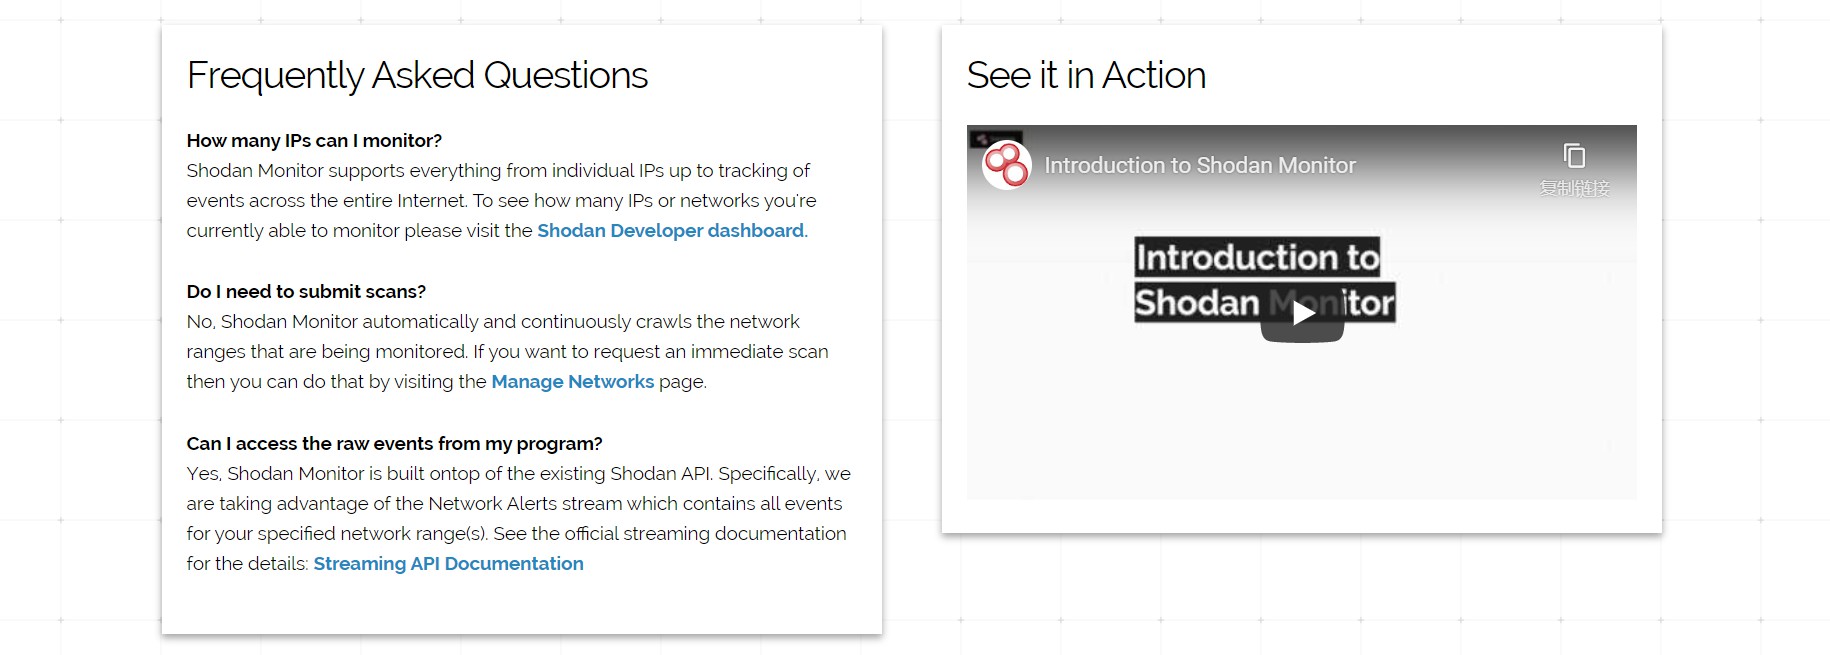 Frequently Asked Questions
How many IPs can I monitor?
Shodan Monitor supports everything from individual IPs up to tracking of
events across the entire Internet. To see how many IPs or networks you're
currently able to monitor please visit the Shodan Developer dashboard.
Do I need to submit scans?
No, Shodan Monitor automatically and continuously crawls the network
ranges that are being monitored. If you want to request an immediate scan
then you can do that by visiting the Manage Networks page.
Can I access the raw events from my program?
Yes, Shodan Monitor is built ontop of the existing Shodan API. Specifically, we
are taking advantage of the Network Alerts stream which contains all events
for your specified network range(s). See the official streaming documentation
for the details: Streaming API Documentation
See it in Action
Introduction to Shodan Monitor
复制链接
Introduction to
Shodan Monitor